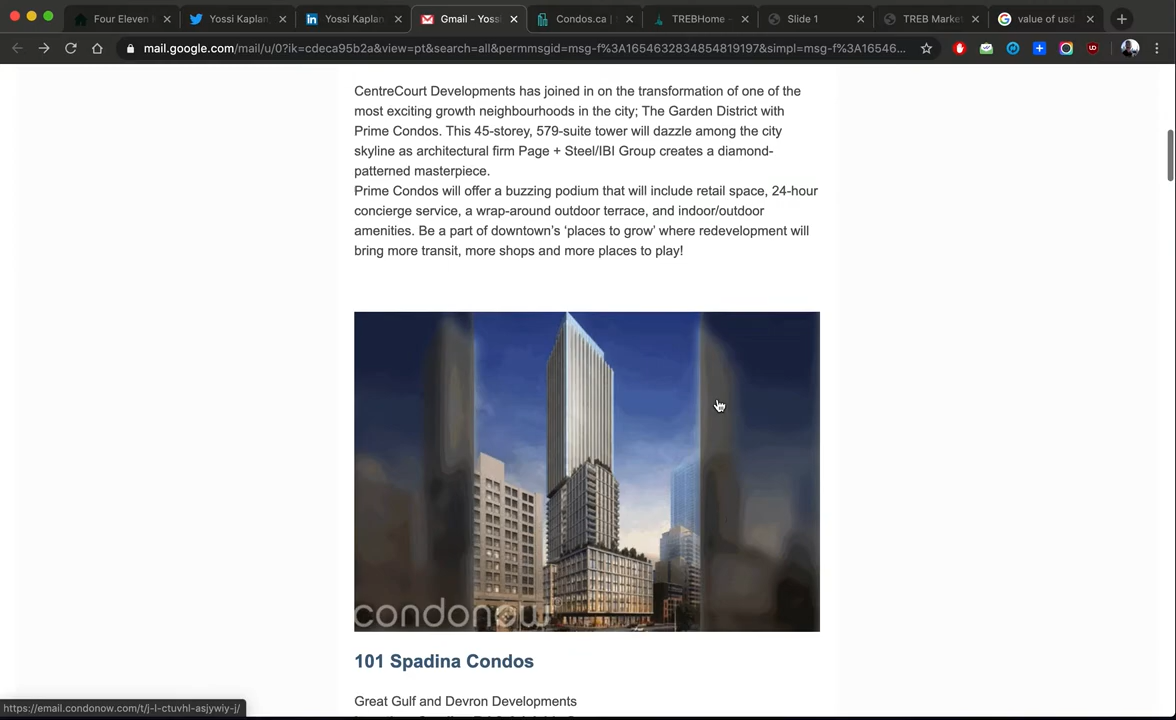 Four Eleven
Yossi Kaplan
Yossi Kaplan
Gmail - Yoss
Condos.ca |
TREBHome -
Slide 1
TREB Market
value of usd
mail.google.com/mail/u/0?ik=cdeca95b2a&view=pt&search=all&permmsgid=msg-f%3A1654632834854819197&simpl=msg-f%3A16546...
CentreCourt Developments has joined in on the transformation of one of the
most exciting growth neighbourhoods in the city; The Garden District with
Prime Condos. This 45-storey, 579-suite tower will dazzle among the city
skyline as architectural firm Page + Steel/IBI Group creates a diamond-
patterned masterpiece.
Prime Condos will offer a buzzing podium that will include retail space, 24-hour
concierge service, a wrap-around outdoor terrace, and indoor/outdoor
amenities. Be a part of downtown's ‘places to grow’ where redevelopment will
bring more transit, more shops and more places to play!
condonow
101 Spadina Condos
Great Gulf and Devron Developments
https://email.condonow.com/t/j-l-ctuvhl-asjywiy-j/